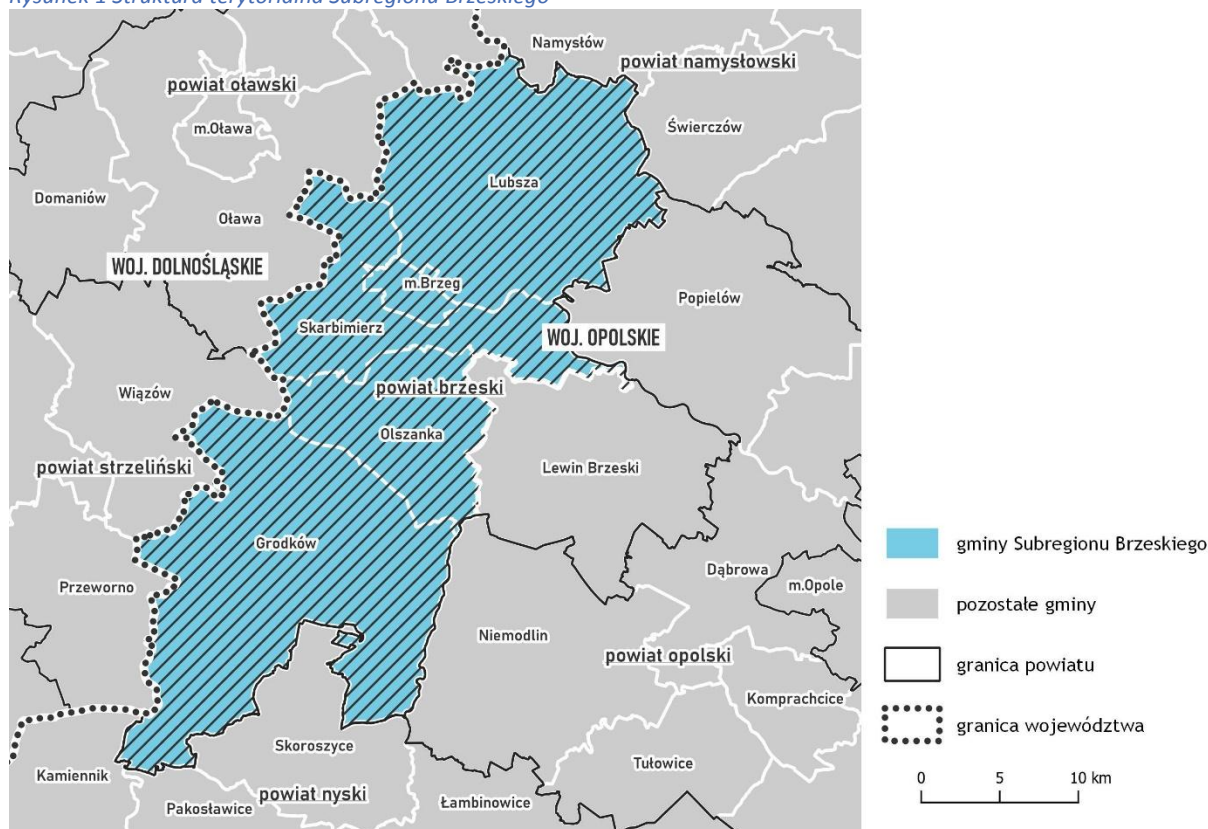 Rysunek 1 Struktura terytorialna Subregionu Brzeskiego
Namysłów
powiat namysłowski
powiat oławski
m.Oława
Świerczów
Lubsza
Domaniów
Oława
WOJ. DOLNOŚLĄSKIE
m.Brzeg
Popielów
Skarbimierz
WOJ. OPOLSKIE
Wiązów
powiat brzeski
Olszanka
powiat strzeliński
Lewin Brzeski
Grodków
Przeworno
Dąbrowa
m.Opole
Niemodlin
powiat opolski
Komprachcice
Skoroszyce
Tułowice
Kamiennik
Pakosławice
powiat nyski
Łambinowice
gminy Subregionu Brzeskiego
pozostałe gminy
granica powiatu
granica województwa
0 5 10 km